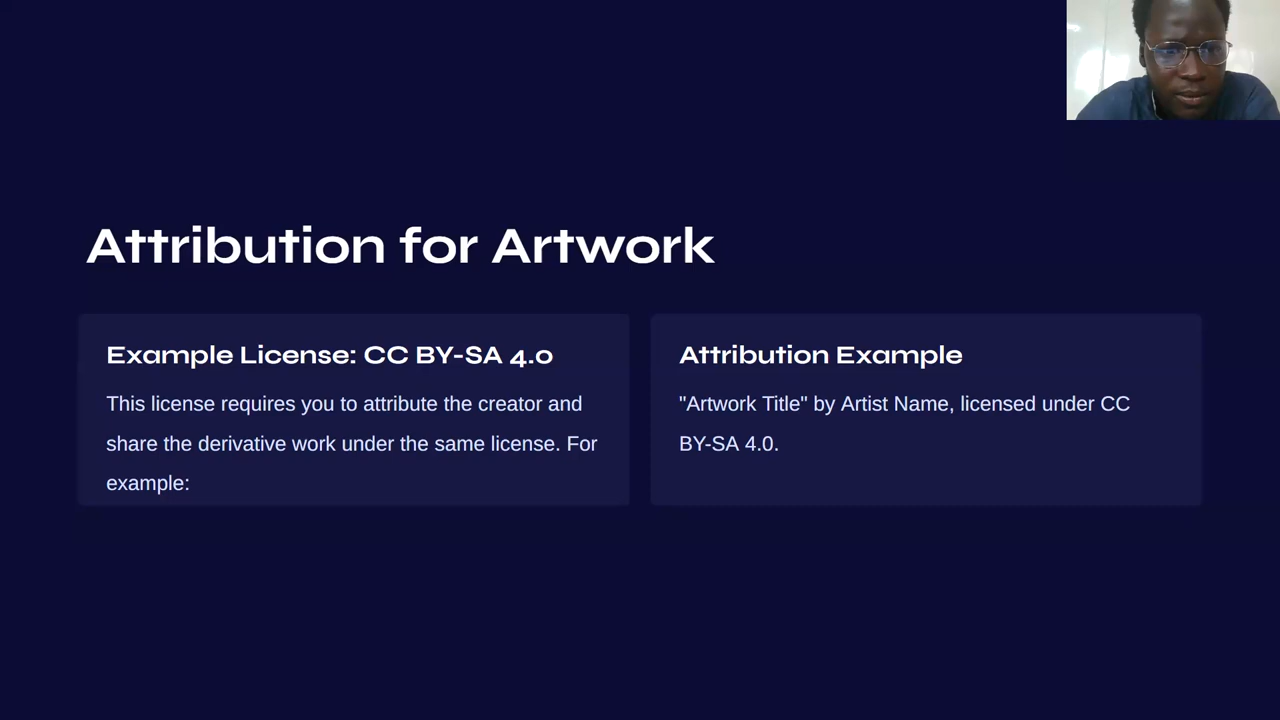 Attribution for Artwork
Example License: CC BY-SA 4.0
This license requires you to attribute the creator and
share the derivative work under the same license. For
example:
Attribution Example
"Artwork Title" by Artist Name, licensed under CC
BY-SA 4.0.